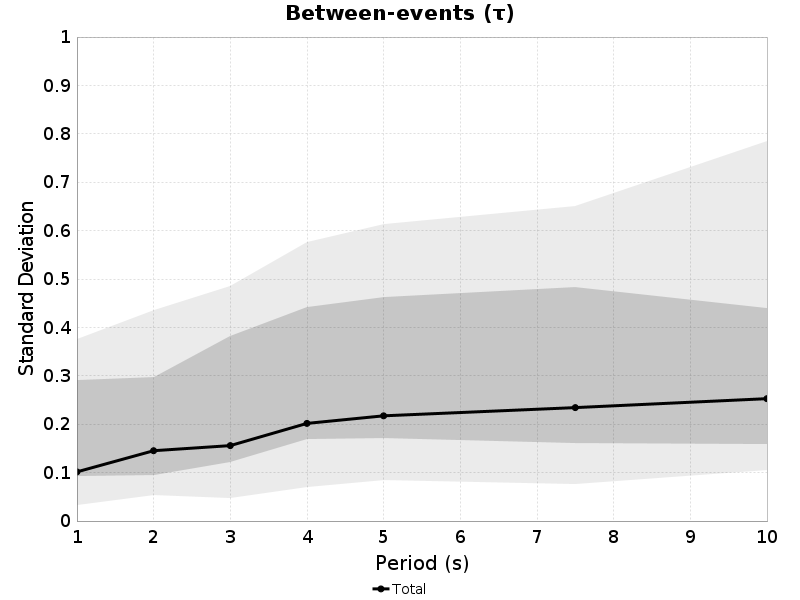 Between-events (τ)
1
0.9
0.8
0.7
0.6
0.5
0.4
0.3
0.2
0.1
0
Standard Deviation
1 2 3 4 5 6 7 8 9 10
Period (s)
Total